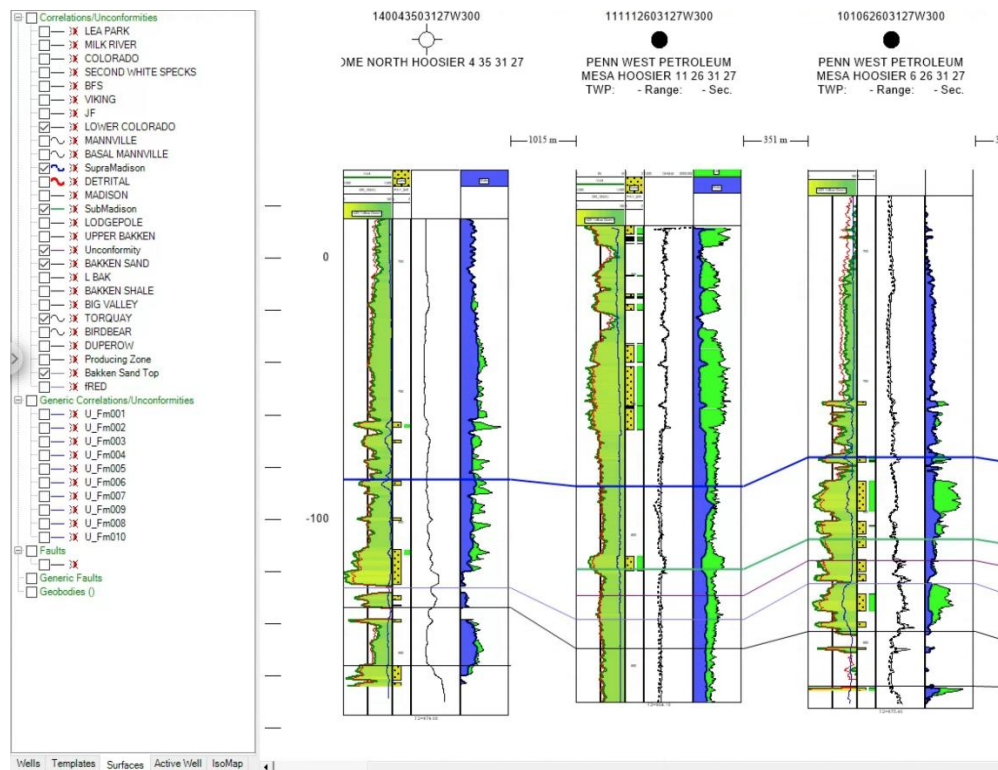 Correlations/Unconformities
LEA PARK
MILK RIVER
COLORADO
SECOND WHITE SPECKS
BFS
VIKING
JF
LOWER COLORADO
MANNVILLE
BASAL MANNVILLE
SupraMadison
DETRITAL
MADISON
SubMadison
LODGEPOLE
UPPER BAKKEN
Unconformity
BAKKEN SAND
L BAK
BAKKEN SHALE
BIG VALLEY
TORQUAY
BIRDBEAR
DUPEROW
Producing Zone
Bakken Sand Top
fRED
Generic Correlations/Unconformities
U_Fm001
U_Fm002
U_Fm003
U_Fm004
U_Fm005
U_Fm006
U_Fm007
U_Fm008
U_Fm009
U_Fm010
Faults
Generic Faults
Geobodies ()
Wells Templates Surfaces Active Well IsoMap
140043503127W300
OME NORTH HOOSIER 4 35 31 27
111112603127W300
PENN WEST PETROLEUM
MESA HOOSIER 11 26 31 27
TWP: - Range: - Sec.
101062603127W300
PENN WEST PETROLEUM
MESA HOOSIER 6 26 31 27
TWP: - Range: - Sec.
1015 m
351 m
0
-100